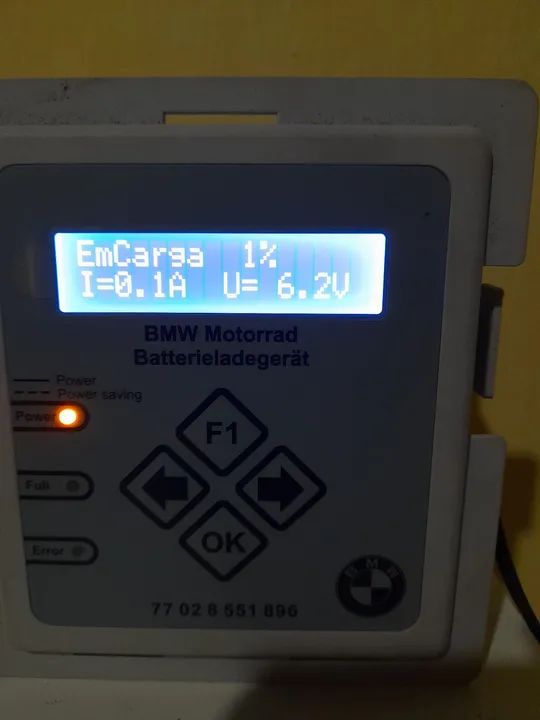 EmCarga 1%
I=0.1A U= 6.2V
BMW Motorrad
Batterieladegerät
Power
Power saving
Power
F1
Full
OK
Error
BMW
77 02 8 551 896